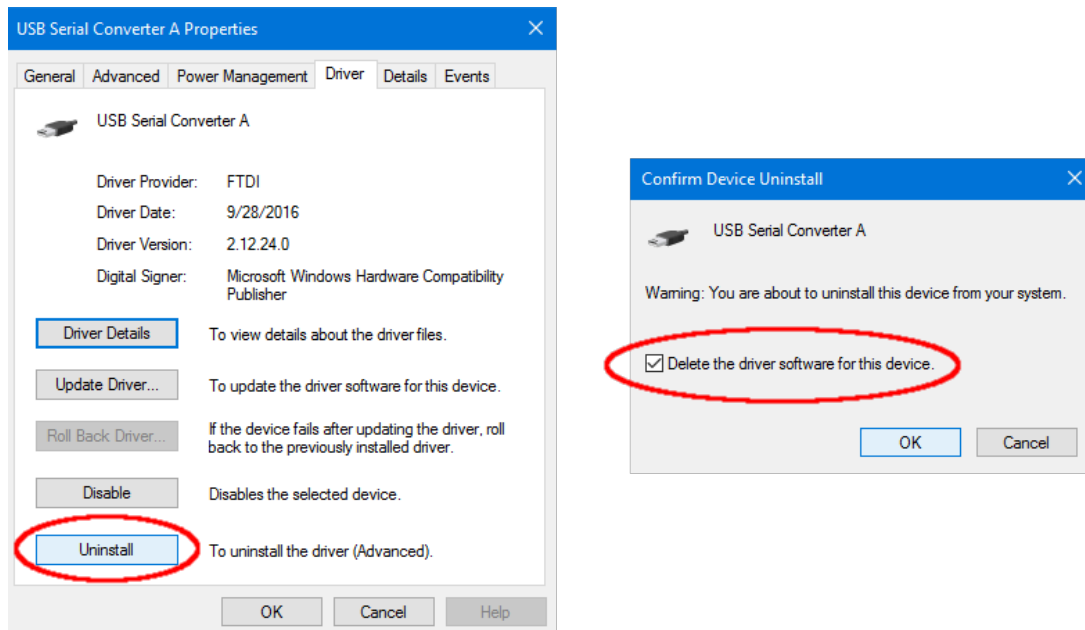 USB Serial Converter A Properties
General Advanced Power Management Driver Details Events
USB Serial Converter A
Driver Provider: FTDI
Driver Date: 9/28/2016
Driver Version: 2.12.24.0
Digital Signer: Microsoft Windows Hardware Compatibility
Publisher
Driver Details To view details about the driver files.
Update Driver... To update the driver software for this device.
Roll Back Driver... If the device fails after updating the driver, roll
back to the previously installed driver.
Disable Disables the selected device.
Uninstall To uninstall the driver (Advanced).
OK Cancel Help
Confirm Device Uninstall
USB Serial Converter A
Warning: You are about to uninstall this device from your system.
Delete the driver software for this device.
OK Cancel